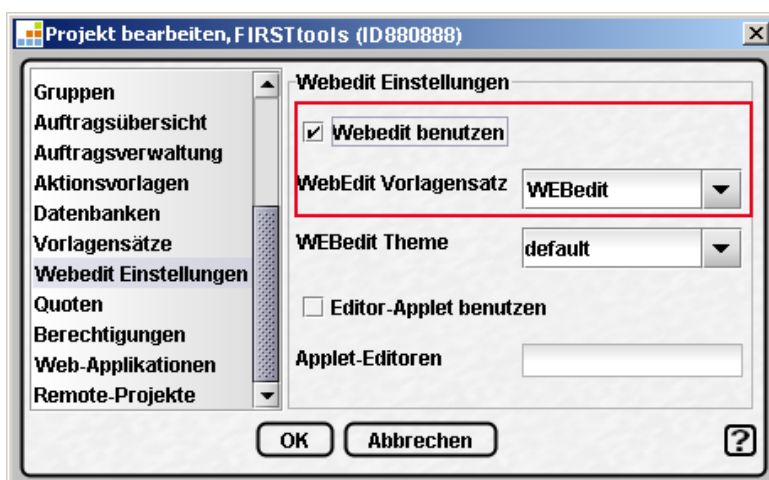 Projekt bearbeiten, FIRSTtools (ID880888)
Gruppen
Auftragsübersicht
Auftragsverwaltung
Aktionsvorlagen
Datenbanken
Vorlagensätze
Webedit Einstellungen
Quoten
Berechtigungen
Web-Applikationen
Remote-Projekte
Webedit Einstellungen
Webedit benutzen
WebEdit Vorlagensatz WEBedit
WEBedit Theme default
Editor-Applet benutzen
Applet-Editoren
OK Abbrechen ?